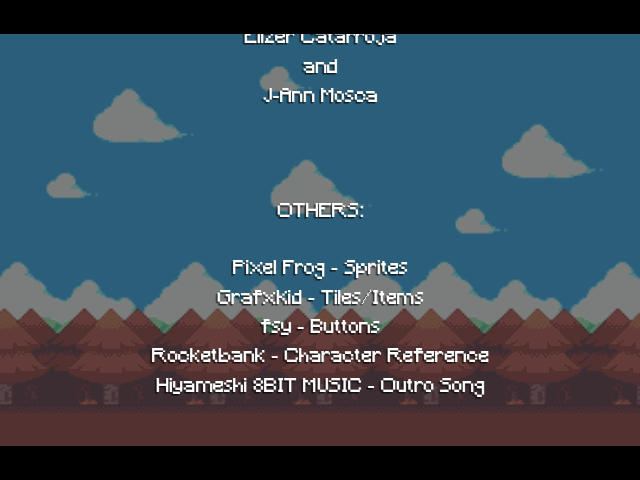 and
J-Ann Mosca
OTHERS:
Pixel Frog - Sprites
Grafxkid - Tiles/Items
fsy - Buttons
Rocketbank - Character Reference
Hiyameshi 8BIT MUSIC - Outro Song